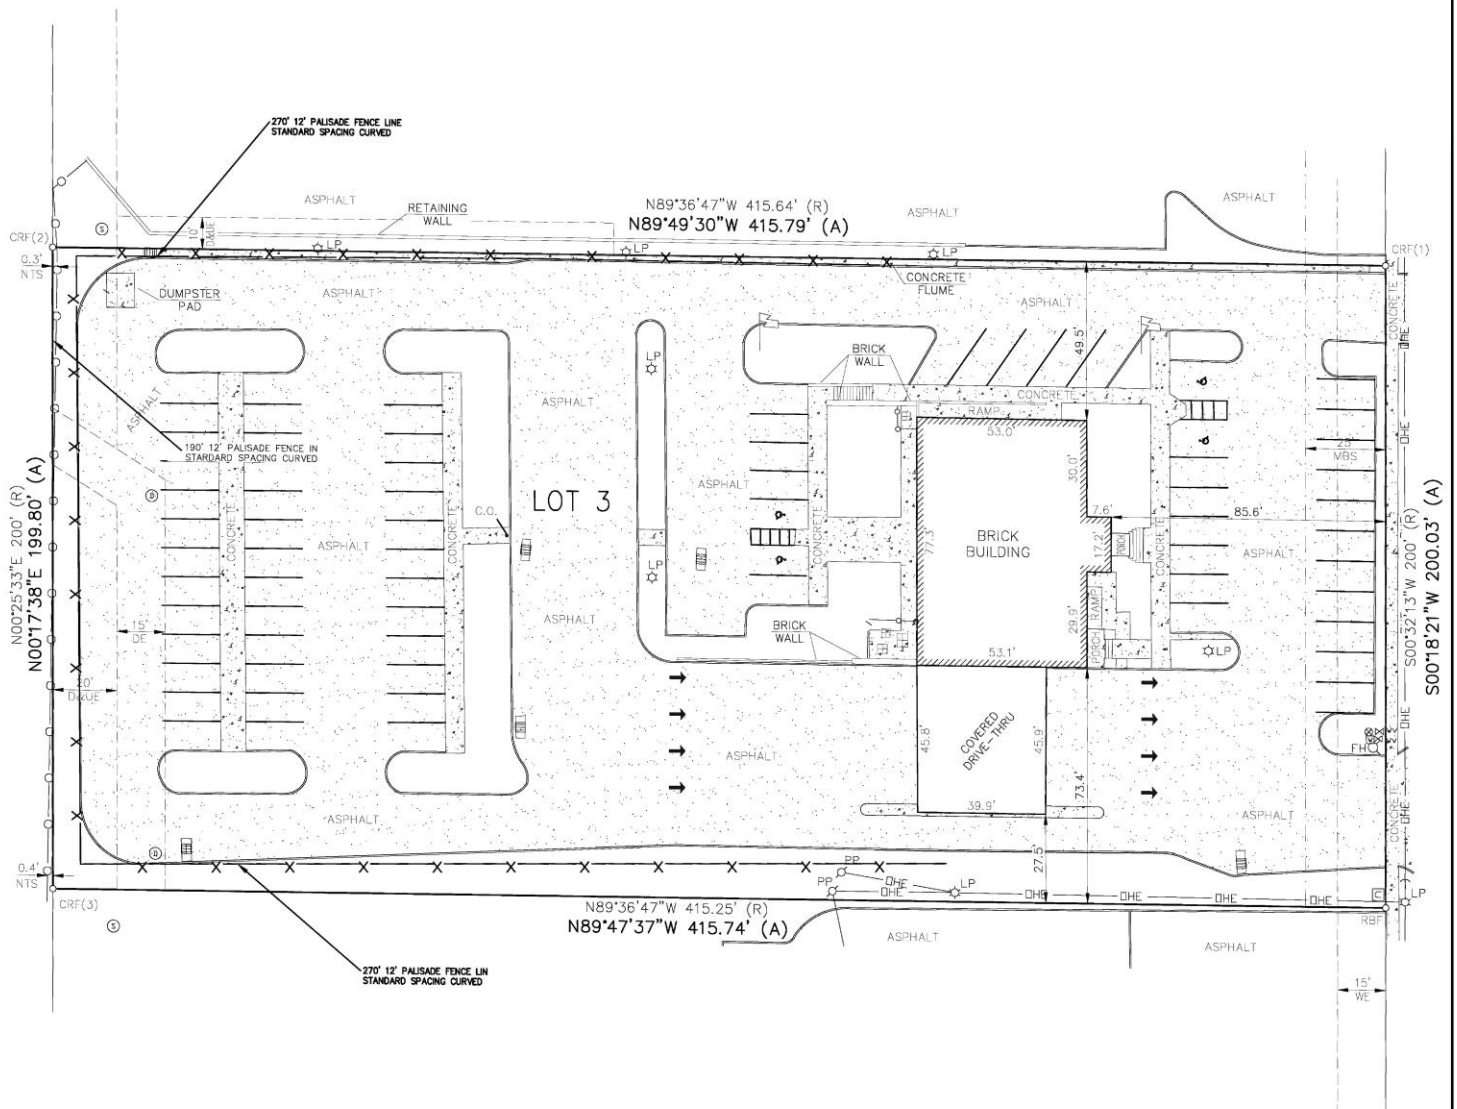 270' 12' PALISADE FENCE LINE
STANDARD SPACING CURVED
ASPHALT
RETAINING
WALL
N89°36'47"W 415.64' (R)
N89°49'30"W 415.79' (A)
ASPHALT
ASPHALT
10'
D&UE
S
CRF(2)
LP
LP
LP
CRF(1)
0.3'
NTS
DUMPSTER
PAD
ASPHALT
CONCRETE
FLUME
ASPHALT
CONCRETE
OHE
49.5'
BRICK
WALL
LP
ASPHALT
CONCRETE
RAMP
53.0'
ASPHALT
190' 12' PALISADE FENCE IN
STARDARD SPACING CURVED
30.0'
25'
MBS
OHE
N00°25'33"E 200' (R)
N00°17'38"E 199.80' (A)
D
LOT 3
C.O.
ASPHALT
7.6'
85.6'
CONCRETE
ASPHALT
CONCRETE
CONCRETE
77.3'
BRICK
BUILDING
17.2'
PORCH
CONCRETE
ASPHALT
S00°32'13"W 200' (R)
S00°18'21"W 200.03' (A)
LP
15'
DE
ASPHALT
BRICK
WALL
29.9'
RAMP
PORCH
53.1'
LP
20'
D&UE
OHE
ASPHALT
45.8'
COVERED
DRIVE-THRU
45.9'
73.4'
FH
39.9'
ASPHALT
ASPHALT
CONCRETE
OHE
D
0.4'
NTS
27.5'
PP
PP
OHE
OHE
LP
OHE
OHE
OHE
OHE
C
LP
CRF(3)
S
N89°36'47"W 415.25' (R)
N89°47'37"W 415.74' (A)
RBF
ASPHALT
ASPHALT
270' 12' PALISADE FENCE LIN
STANDARD SPACING CURVED
15'
WE